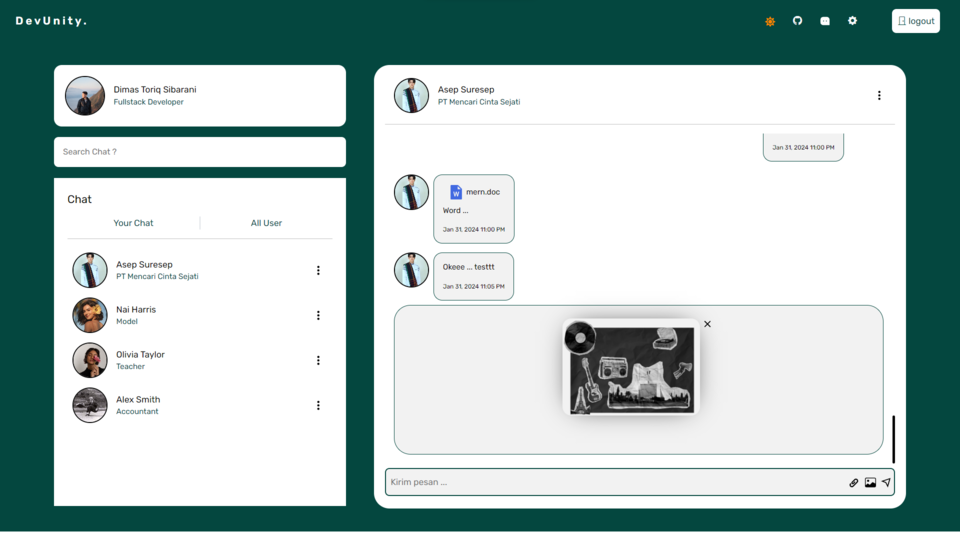 DevUnity.
logout
Dimas Toriq Sibarani
Fullstack Developer
Search Chat ?
Chat
Your Chat
All User
Asep Suresep
PT Mencari Cinta Sejati
Nai Harris
Model
Olivia Taylor
Teacher
Alex Smith
Accountant
Asep Suresep
PT Mencari Cinta Sejati
Jan 31, 2024 11:00 PM
W
mern.doc
Word ...
Jan 31, 2024 11:00 PM
Okeee ... testtt
Jan 31, 2024 11:05 PM
Kirim pesan ...